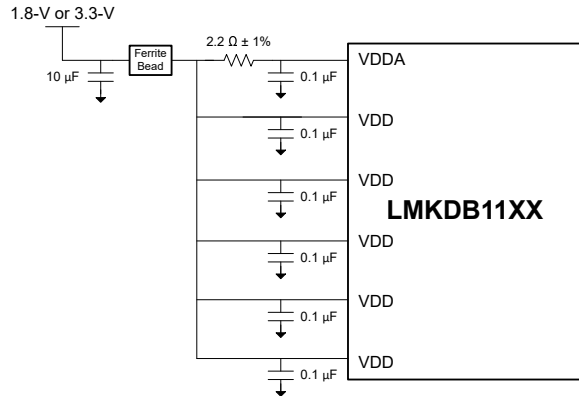 1.8-V or 3.3-V
Ferrite
Bead
2.2 Ω ± 1%
10 µF
0.1 µF
VDDA
0.1 µF
VDD
0.1 µF
VDD
LMKDB11XX
0.1 µF
VDD
0.1 µF
VDD
0.1 µF
VDD